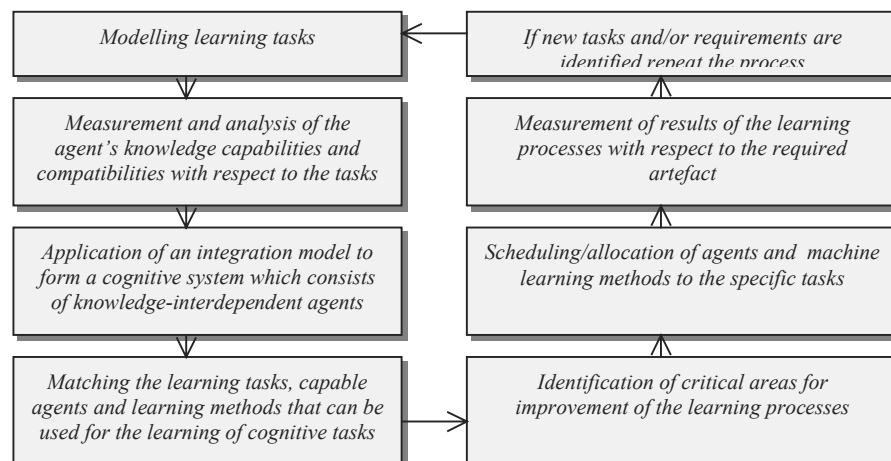 Modelling learning tasks
Measurement and analysis of the
agent's knowledge capabilities and
compatibilities with respect to the tasks
Application of an integration model to
form a cognitive system which consists
of knowledge-interdependent agents
Matching the learning tasks, capable
agents and learning methods that can be
used for the learning of cognitive tasks
Identification of critical areas for
improvement of the learning processes
Scheduling/allocation of agents and machine
learning methods to the specific tasks
Measurement of results of the learning
processes with respect to the required
artefact
If new tasks and/or requirements are
identified repeat the process